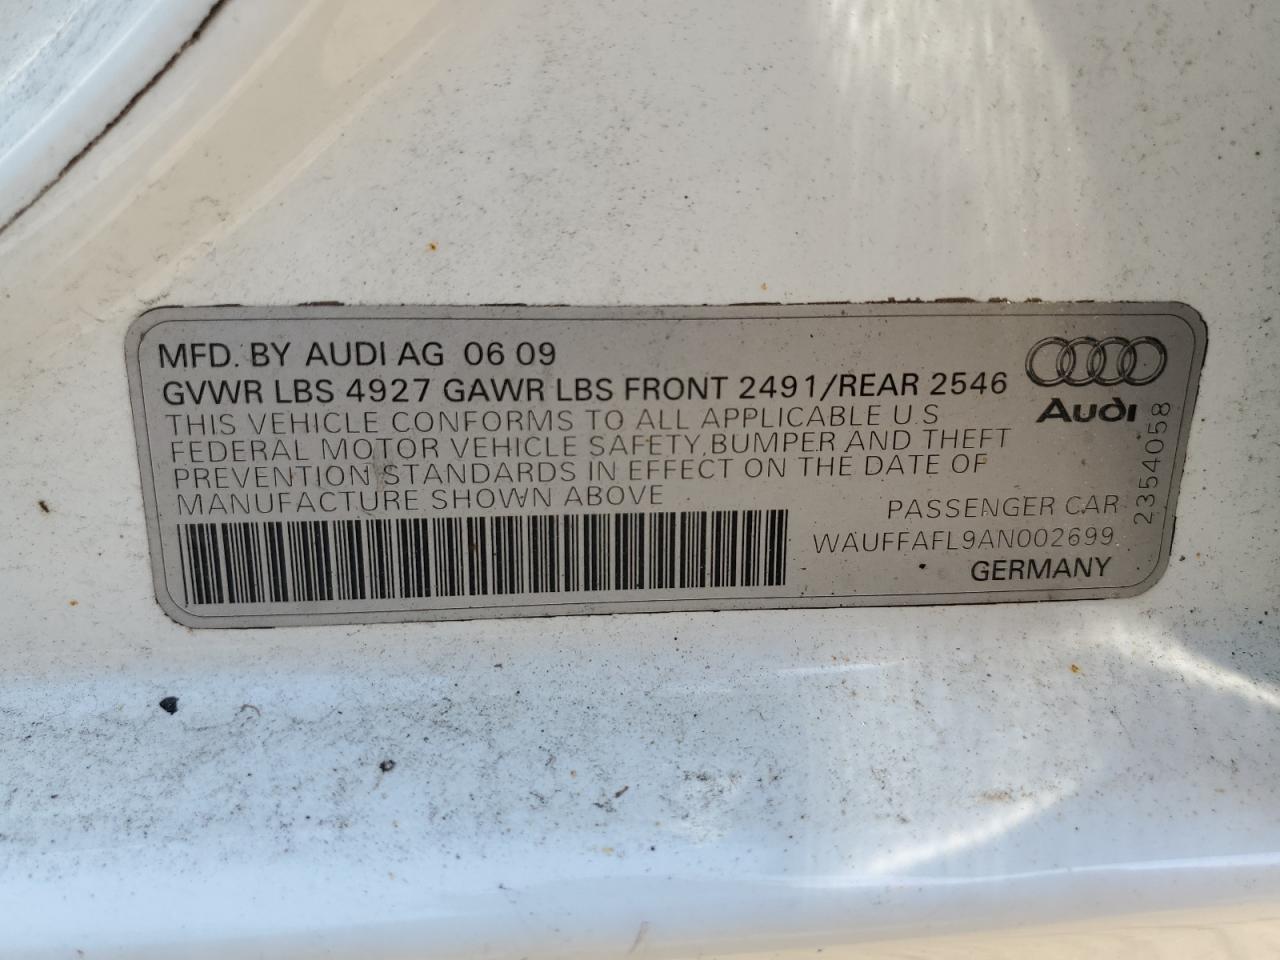 MFD. BY AUDI AG 06 09
GVWR LBS 4927 GAWR LBS FRONT 2491/REAR 2546
THIS VEHICLE CONFORMS TO ALL APPLICABLE U.S
FEDERAL MOTOR VEHICLE SAFETY,BUMPER AND THEFT
PREVENTION STANDARDS IN EFFECT ON THE DATE OF
MANUFACTURE SHOWN ABOVE
PASSENGER CAR
WAUFFAFL9AN002699
GERMANY
Audi
2354058